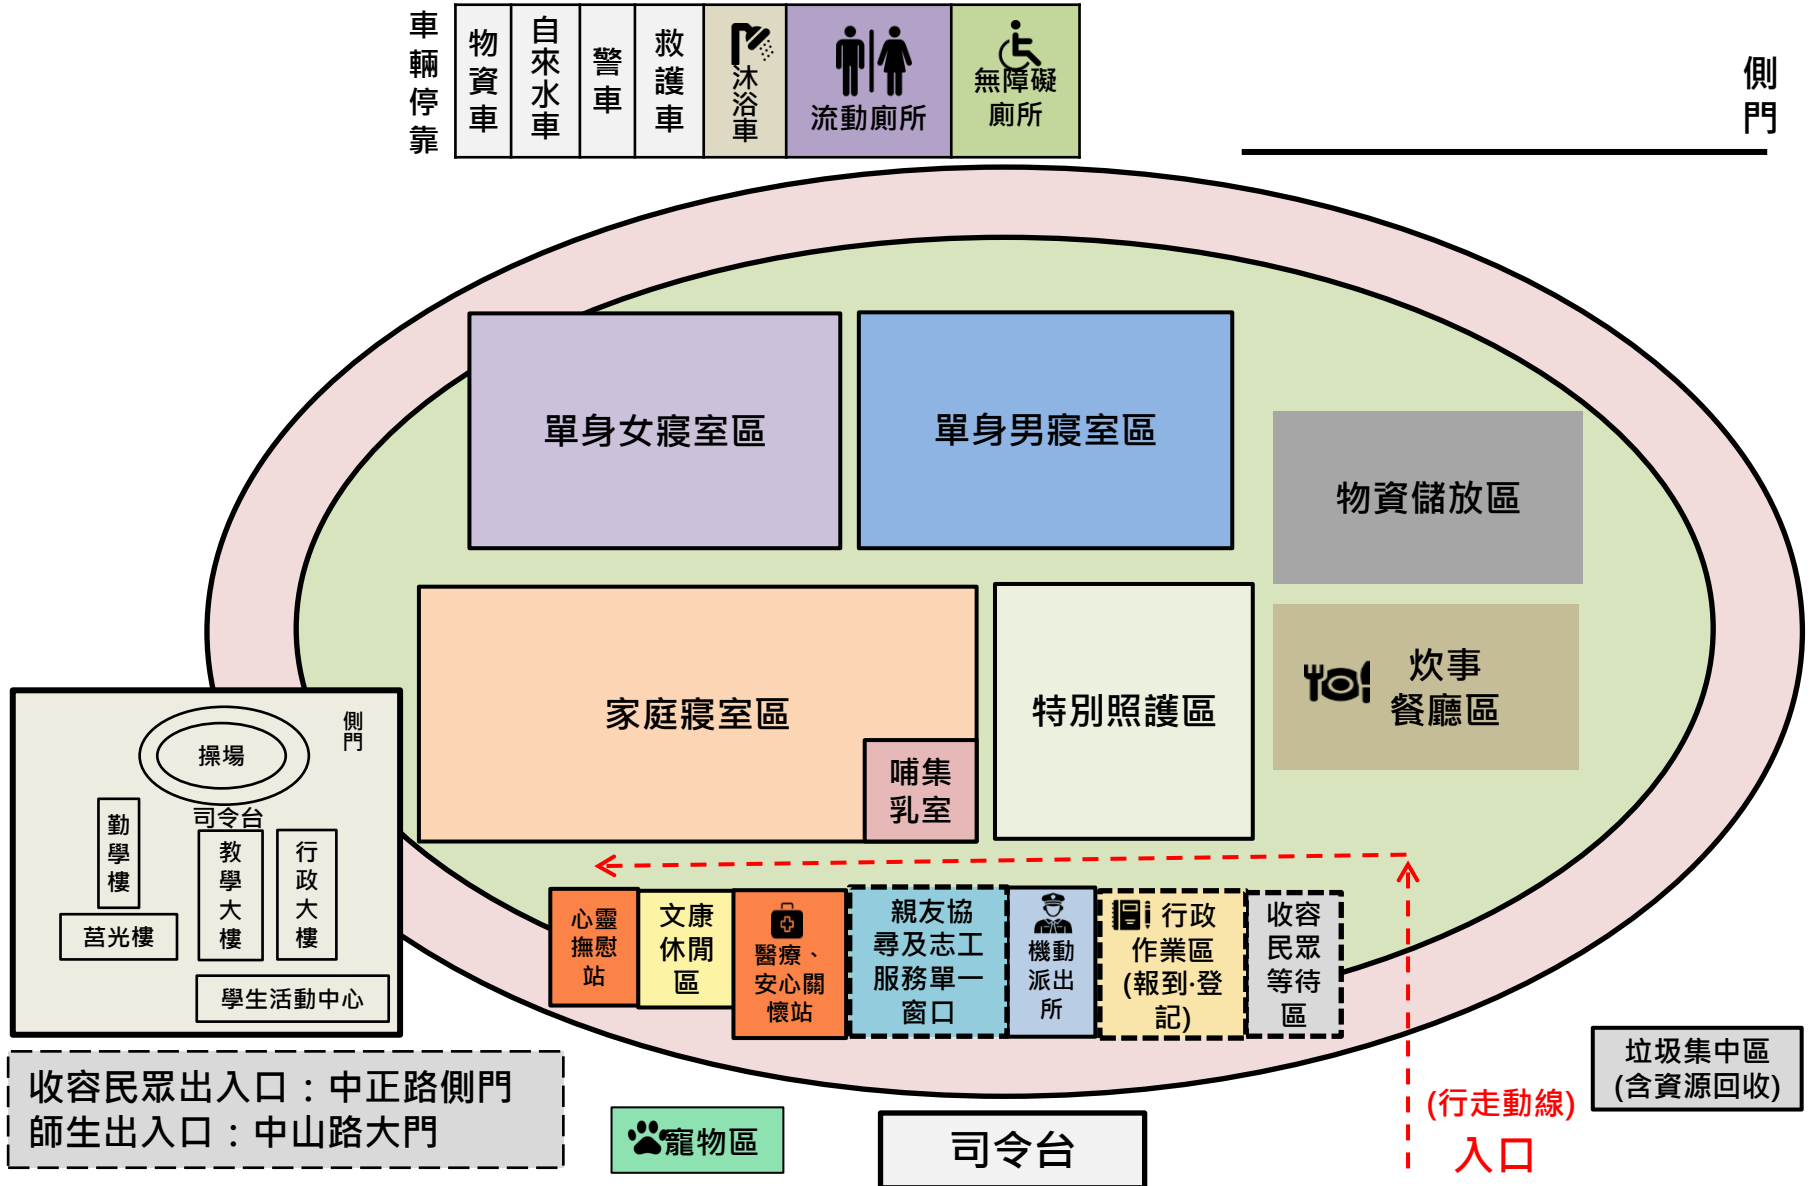 車輛停靠
物資車
自來水車
警車
救護車
沐浴車
流動廁所
無障礙
廁所
側門
單身女寢室區
單身男寢室區
物資儲放區
家庭寢室區
哺集
乳室
特別照護區
炊事
餐廳區
側門
操場
司令台
勤學樓
教學大樓
行政大樓
莒光樓
學生活動中心
心靈
撫慰
站
文康
休閒
區
醫療、
安心關
懷站
親友協
尋及志工
服務單一
窗口
機動
派出
所
行政
作業區
(報到·登
記)
收容
民眾
等待
區
收容民眾出入口：中正路側門
師生出入口：中山路大門
寵物區
司令台
(行走動線)
入口
垃圾集中區
(含資源回收)